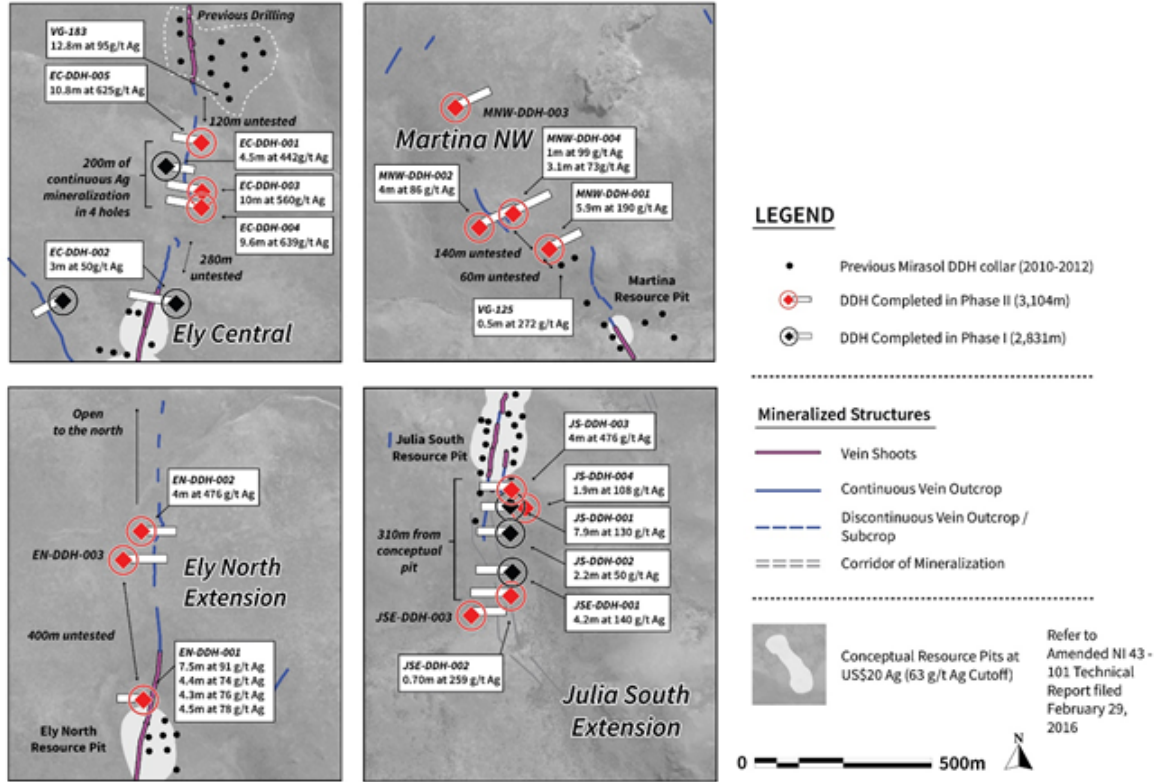 Previous Drilling
VG-183
12.8m at 95g/t Ag
EC-DDH-005
10.8m at 625g/t Ag
120m untested
EC-DDH-001
4.5m at 442g/t Ag
200m of
continuous Ag
mineralization
in 4 holes
EC-DDH-003
10m at 560g/t Ag
EC-DDH-004
9.6m at 639g/t Ag
EC-DDH-002
3m at 50g/t Ag
280m
untested
Ely Central
MNW-DDH-003
Martina NW
MNW-DDH-004
1m at 99 g/t Ag
3.1m at 73g/t Ag
MNW-DDH-002
4m at 86 g/t Ag
MNW-DDH-001
5.9m at 190 g/t Ag
140m untested
60m untested
Martina
Resource Pit
VG-125
0.5m at 272 g/t Ag
Open
to the north
EN-DDH-002
4m at 476 g/t Ag
EN-DDH-003
Ely North
Extension
400m untested
EN-DDH-001
7.5m at 91 g/t Ag
4.4m at 74 g/t Ag
4.3m at 76 g/t Ag
4.5m at 78 g/t Ag
Ely North
Resource Pit
Julia South
Resource Pit
JS-DDH-003
4m at 476 g/t Ag
JS-DDH-004
1.9m at 108 g/t Ag
JS-DDH-001
7.9m at 130 g/t Ag
310m from
conceptual
pit
JS-DDH-002
2.2m at 50 g/t Ag
JSE-DDH-001
4.2m at 140 g/t Ag
JSE-DDH-003
JSE-DDH-002
0.70m at 259 g/t Ag
Julia South
Extension
LEGEND
Previous Mirasol DDH collar (2010-2012)
DDH Completed in Phase II (3,104m)
DDH Completed in Phase I (2,831m)
Mineralized Structures
Vein Shoots
Continuous Vein Outcrop
Discontinuous Vein Outcrop /
Subcrop
Corridor of Mineralization
Conceptual Resource Pits at
US$20 Ag (63 g/t Ag Cutoff)
Refer to
Amended NI 43 -
101 Technical
Report filed
February 29,
2016
0
500m
N